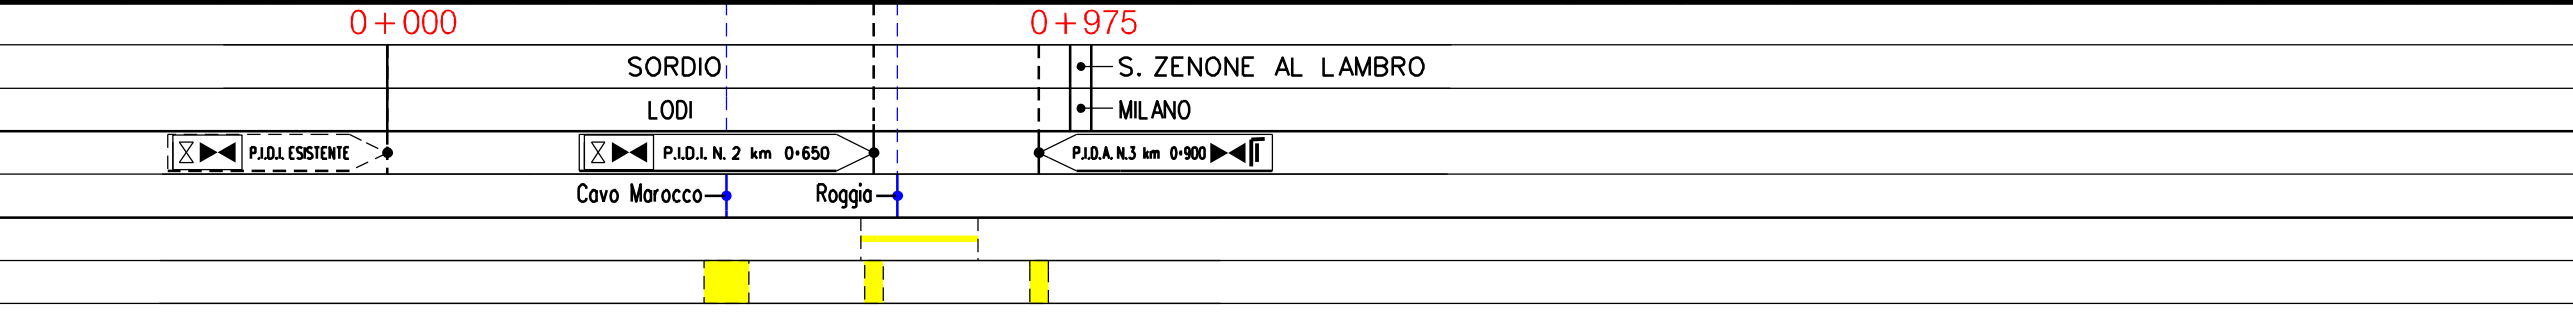 0+000 0+975
SORDIO S. ZENONE AL LAMBRO
LODI MILANO
P.I.D.I. ESISTENTE P.I.D.I. N. 2 km 0+650 P.I.D.A. N.3 km 0+900
Cavo Marocco Roggia